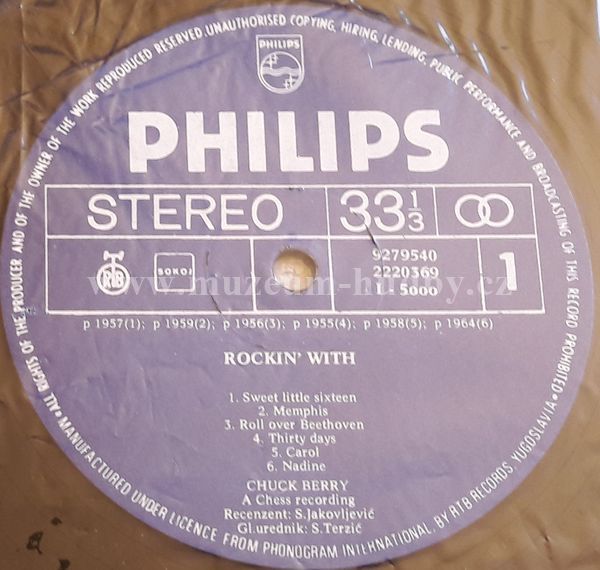 ALL RIGHTS OF THE PRODUCER AND OF THE OWNER OF THE WORK REPRODUCED RESERVED. UNAUTHORISED COPYING, HIRING, LENDING, PUBLIC PERFORMANCE AND BROADCASTING OF THIS RECORD PROHIBITED.
PHILIPS
PHILIPS
STEREO 33 1/3
RTB SOKOJ 9279540 1
2220369
LL 5000
www.muzeum-hudby.cz
p 1957(1); p 1959(2); p 1956(3); p 1955(4); p 1958(5); p 1964(6)
ROCKIN' WITH
1. Sweet little sixteen
2. Memphis
3. Roll over Beethoven
4. Thirty days
5. Carol
6. Nadine
CHUCK BERRY
A Chess recording
Recenzent: S.Jakovljević
Gl.urednik: S.Terzić
MANUFACTURED UNDER LICENCE FROM PHONOGRAM INTERNATIONAL, BY RTB RECORDS, YUGOSLAVIA